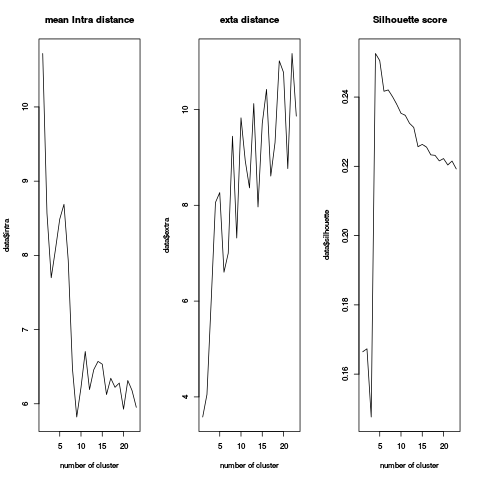 mean Intra distance
data$intra
10
9
8
7
6
5 10 15 20
number of cluster
exta distance
data$extra
10
8
6
4
5 10 15 20
number of cluster
Silhouette score
data$silhouette
0.24
0.22
0.20
0.18
0.16
5 10 15 20
number of cluster